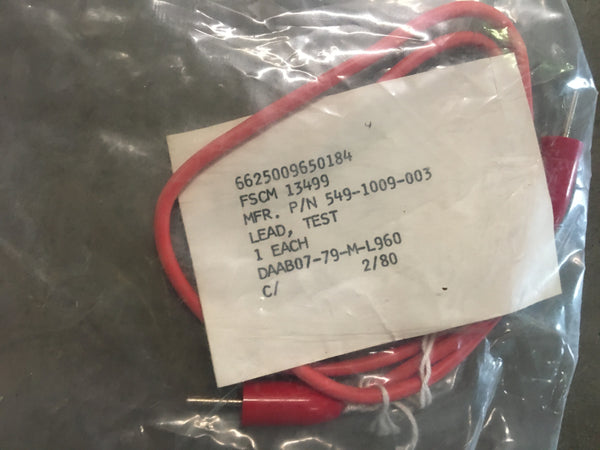 6625009650184
FSCM 13499
MFR. P/N 549-1009-003
LEAD, TEST
1 EACH
DAAB07-79-M-L960
C/ 2/80